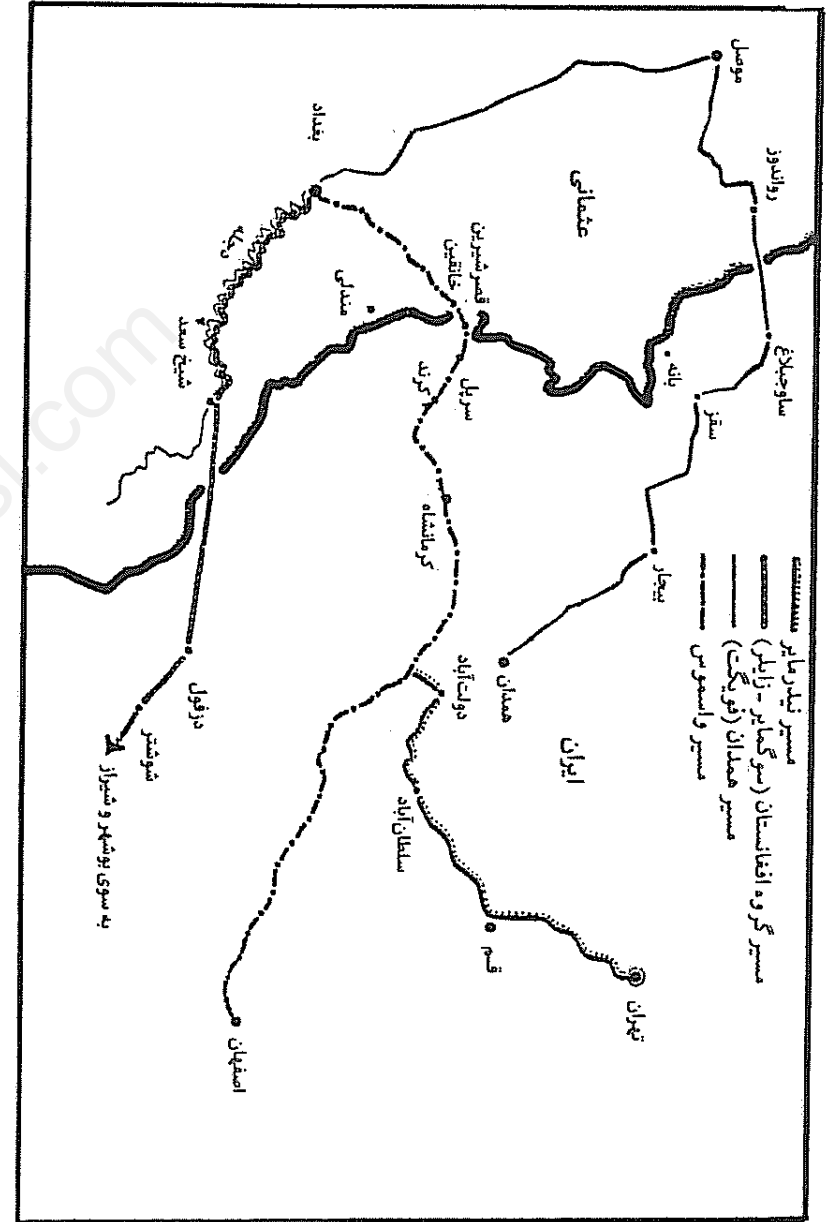 موصل
رواندوز
ساوجبلاغ
بانه
سقز
بیجار
همدان
عثمانی
بغداد
دجله
شیخ سعد
مندلی
خانقین
قصرشیرین
سرپل
کرند
کرمانشاه
دولت‌آباد
سلطان‌آباد
قم
تهران
اصفهان
ایران
دزفول
شوشتر
به سوی بوشهر و شیراز
مسیر نیدرمایر
مسیر گروه افغانستان (سوگمایر - زایلر)
مسیر همدان (فویگت)
مسیر واسموس